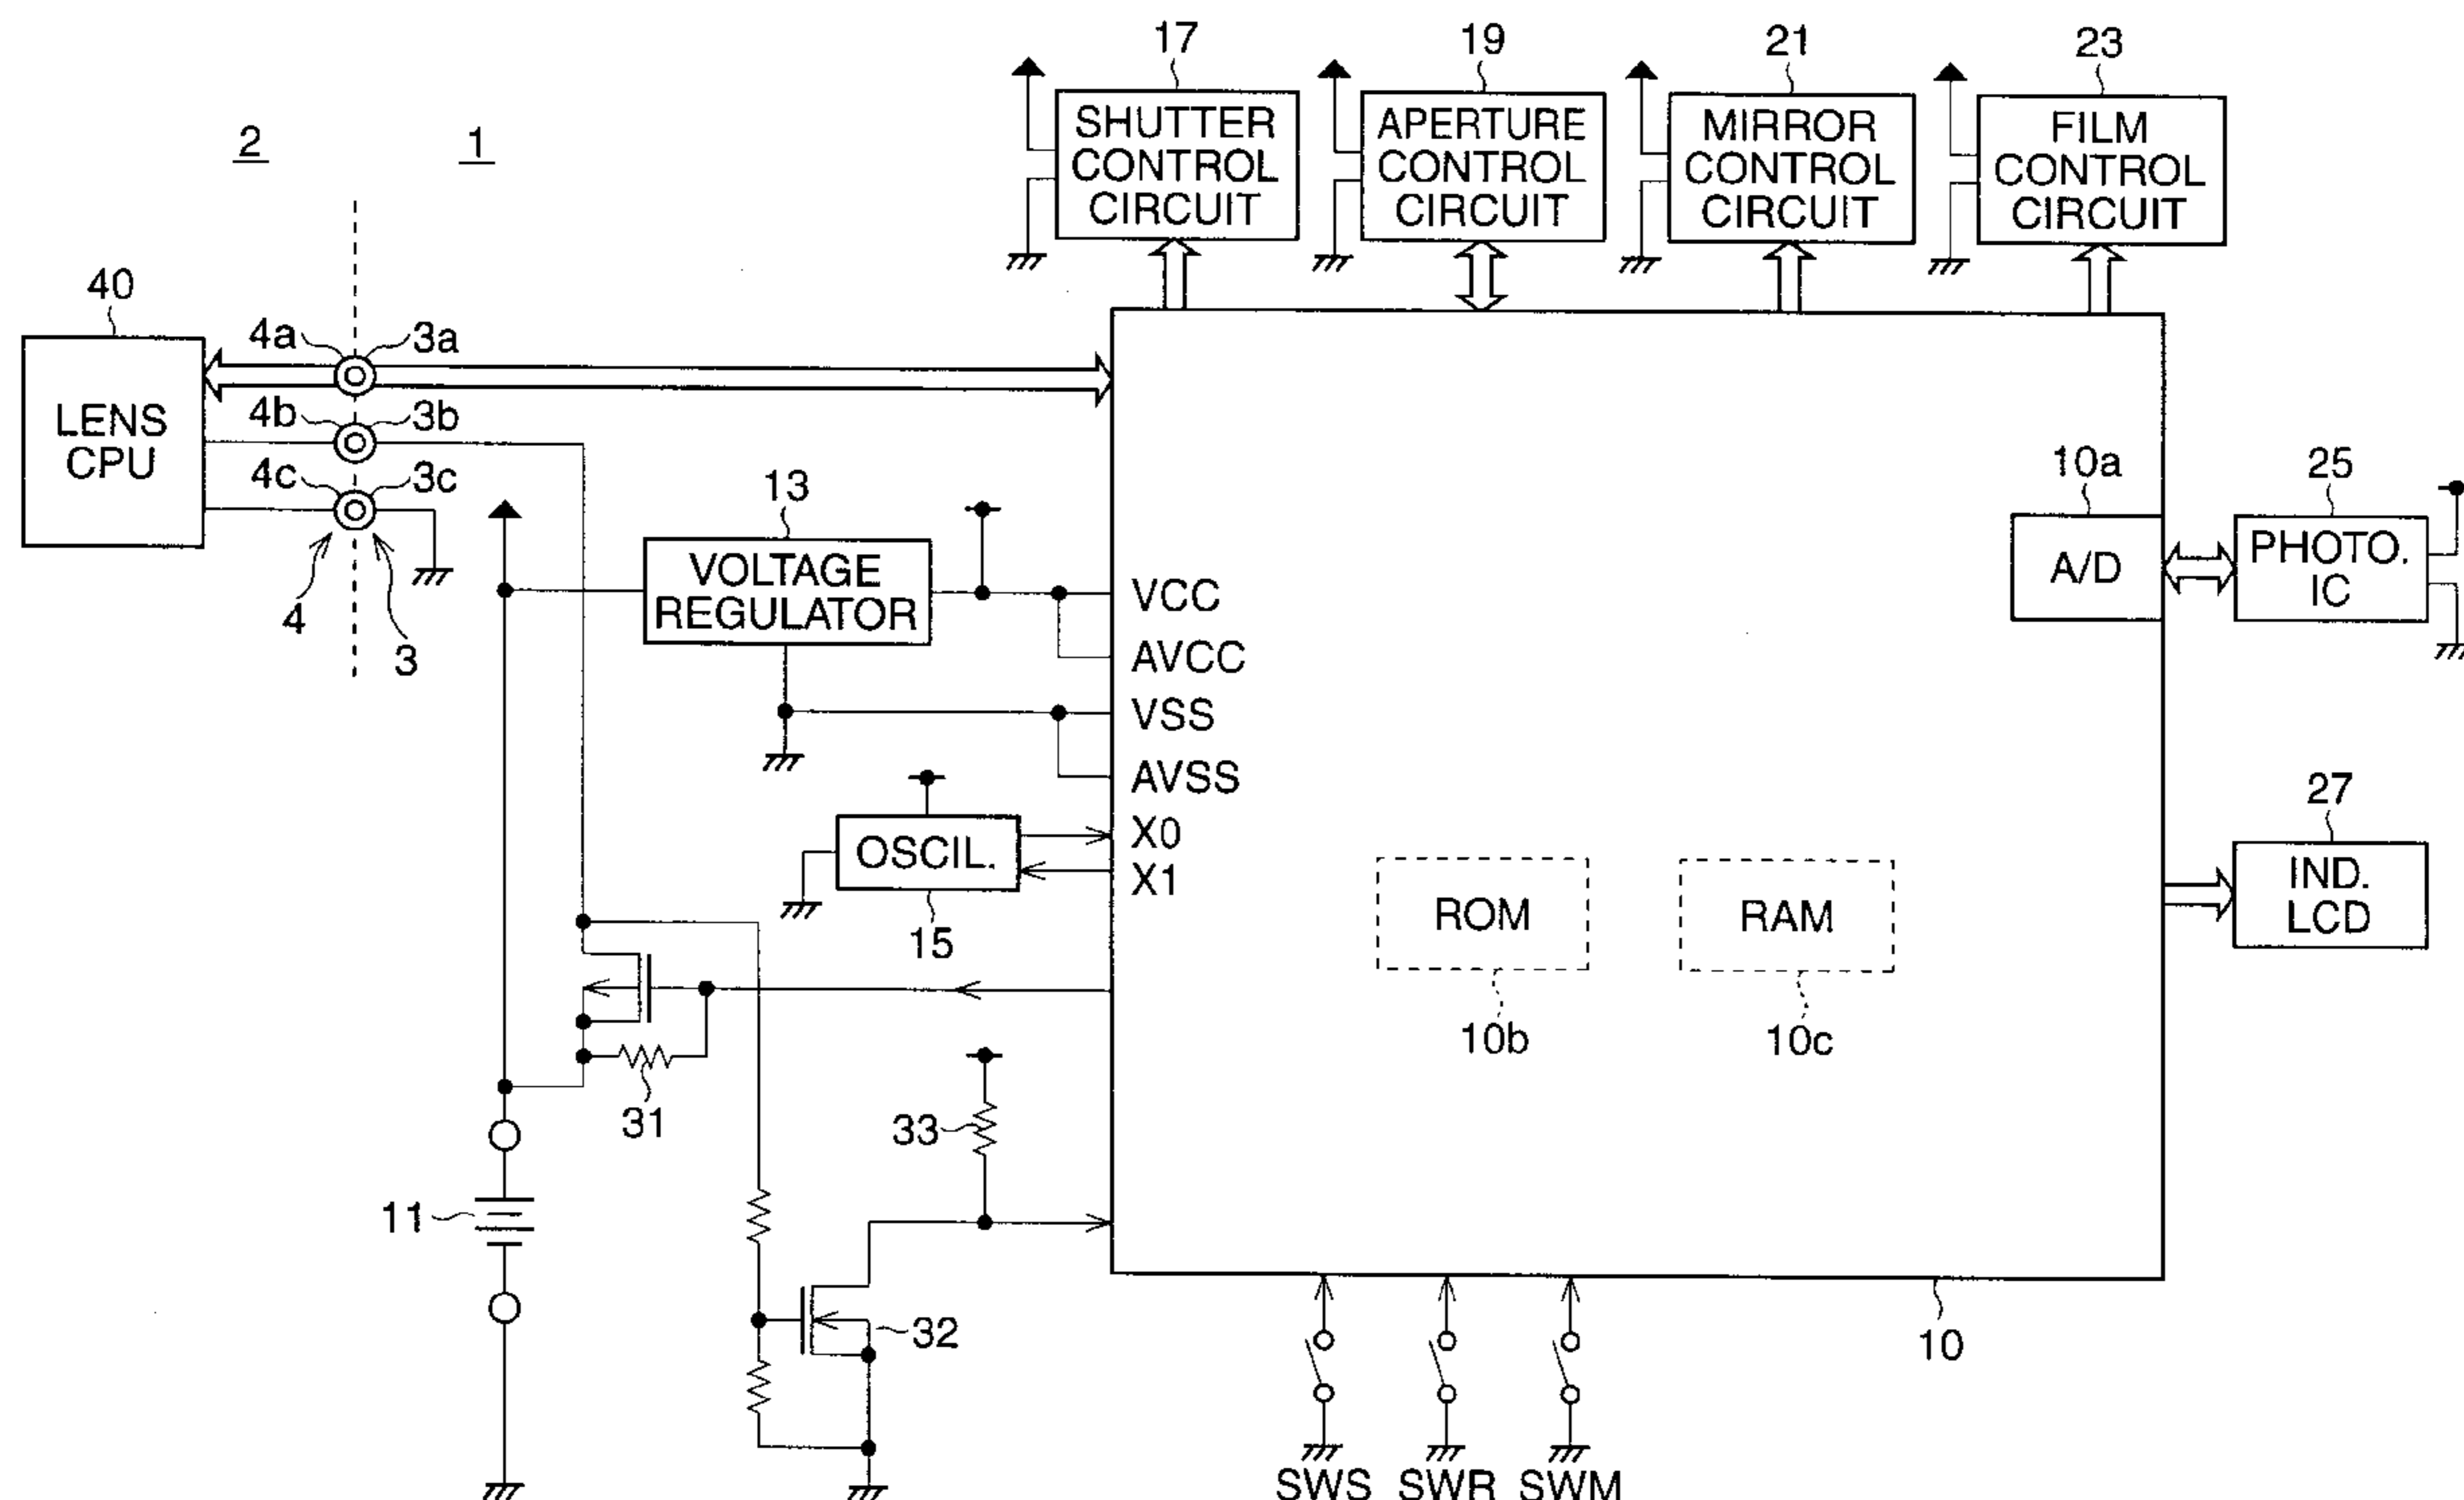 17
19
21
23
SHUTTER
CONTROL
CIRCUIT
APERTURE
CONTROL
CIRCUIT
MIRROR
CONTROL
CIRCUIT
FILM
CONTROL
CIRCUIT
2
1
40
4a
3a
LENS
CPU
4b
3b
4c
3c
4
3
13
VOLTAGE
REGULATOR
VCC
AVCC
VSS
AVSS
X0
X1
OSCIL.
15
10a
A/D
25
PHOTO.
IC
27
IND.
LCD
ROM
10b
RAM
10c
31
33
11
32
10
SWS SWR SWM